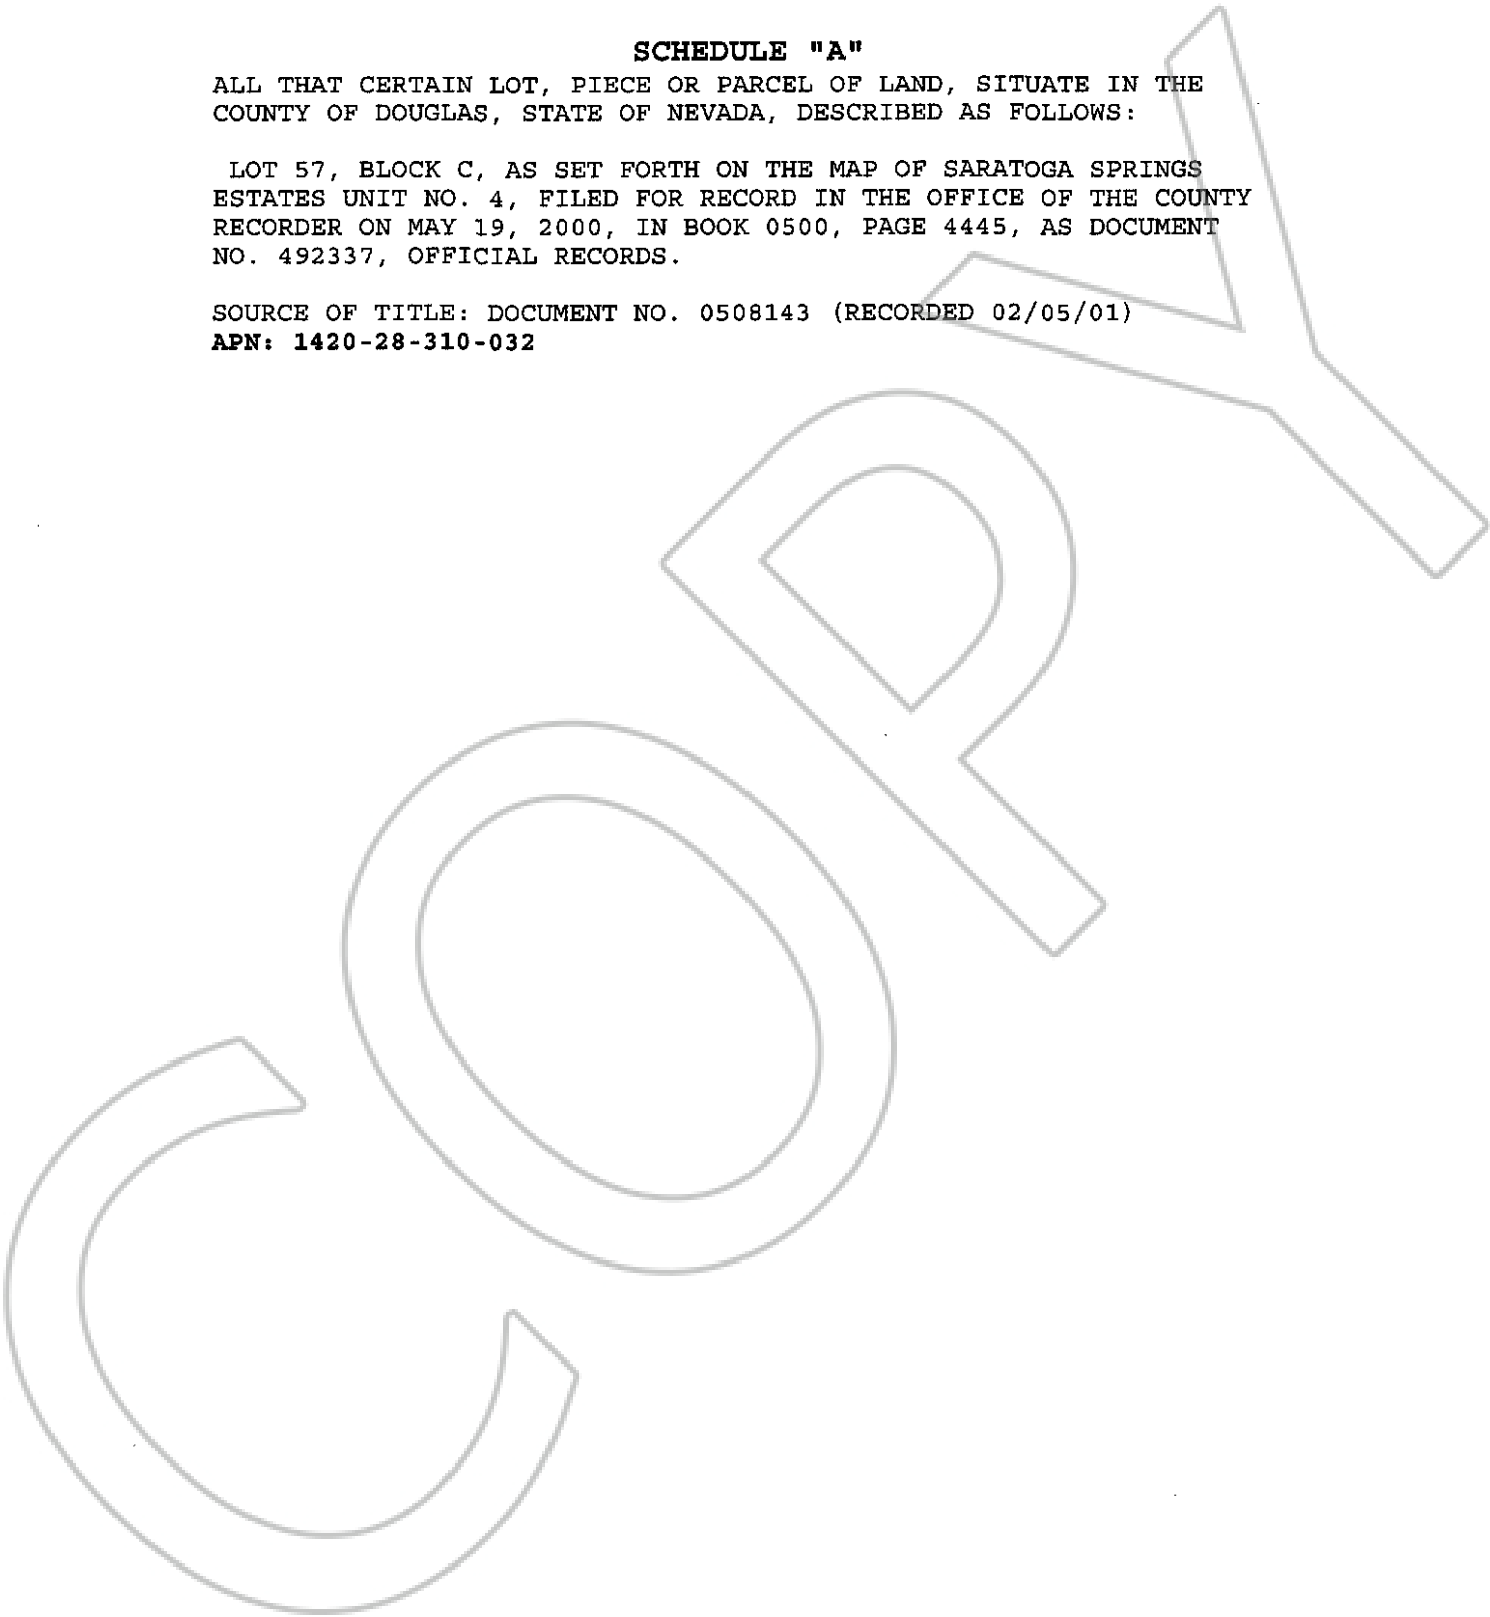 SCHEDULE "A"
ALL THAT CERTAIN LOT, PIECE OR PARCEL OF LAND, SITUATE IN THE
COUNTY OF DOUGLAS, STATE OF NEVADA, DESCRIBED AS FOLLOWS:
LOT 57, BLOCK C, AS SET FORTH ON THE MAP OF SARATOGA SPRINGS
ESTATES UNIT NO. 4, FILED FOR RECORD IN THE OFFICE OF THE COUNTY
RECORDER ON MAY 19, 2000, IN BOOK 0500, PAGE 4445, AS DOCUMENT
NO. 492337, OFFICIAL RECORDS.
SOURCE OF TITLE: DOCUMENT NO. 0508143 (RECORDED 02/05/01)
APN: 1420-28-310-032
COPY